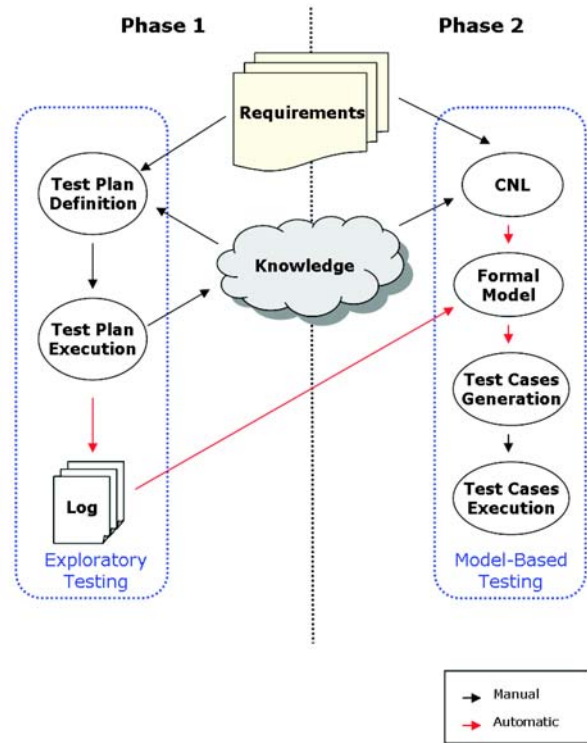 Phase 1
Phase 2
Requirements
Test Plan
Definition
CNL
Knowledge
Formal
Model
Test Plan
Execution
Test Cases
Generation
Log
Test Cases
Execution
Exploratory
Testing
Model-Based
Testing
Manual
Automatic